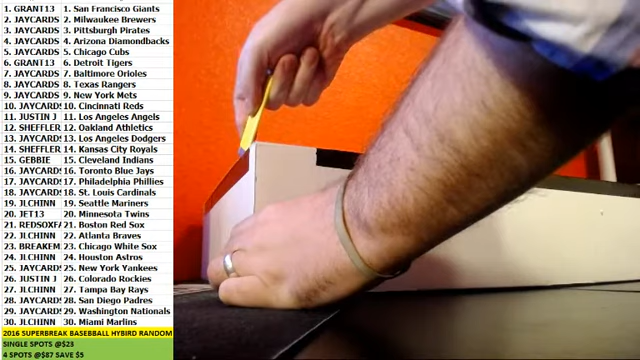 1. GRANT13 1. San Francisco Giants
2. JAYCARDS 2. Milwaukee Brewers
3. JAYCARDS 3. Pittsburgh Pirates
4. JAYCARDS 4. Arizona Diamondbacks
5. JAYCARDS 5. Chicago Cubs
6. GRANT13 6. Detroit Tigers
7. JAYCARDS 7. Baltimore Orioles
8. JAYCARDS 8. Texas Rangers
9. JAYCARDS 9. New York Mets
10. JAYCARDS 10. Cincinnati Reds
11. JUSTIN J 11. Los Angeles Angels
12. SHEFFLER 12. Oakland Athletics
13. JAYCARDS 13. Los Angeles Dodgers
14. SHEFFLER 14. Kansas City Royals
15. GEBBIE 15. Cleveland Indians
16. JAYCARDS 16. Toronto Blue Jays
17. JAYCARDS 17. Philadelphia Phillies
18. JAYCARDS 18. St. Louis Cardinals
19. JLCHINN 19. Seattle Mariners
20. JET13 20. Minnesota Twins
21. REDSOXFA 21. Boston Red Sox
22. JLCHINN 22. Atlanta Braves
23. BREAKEM 23. Chicago White Sox
24. JLCHINN 24. Houston Astros
25. JAYCARDS 25. New York Yankees
26. JUSTIN J 26. Colorado Rockies
27. JLCHINN 27. Tampa Bay Rays
28. JAYCARDS 28. San Diego Padres
29. JAYCARDS 29. Washington Nationals
30. JLCHINN 30. Miami Marlins
2016 SUPERBREAK BASEBBALL HYBIRD RANDOM
SINGLE SPOTS @$23
4 SPOTS @$87 SAVE $5